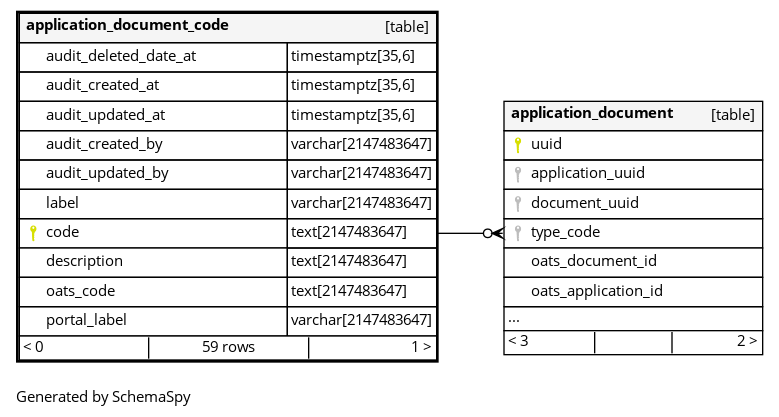 application_document_code [table]
audit_deleted_date_at timestamptz[35,6]
audit_created_at timestamptz[35,6]
audit_updated_at timestamptz[35,6]
audit_created_by varchar[2147483647]
audit_updated_by varchar[2147483647]
label varchar[2147483647]
code text[2147483647]
description text[2147483647]
oats_code text[2147483647]
portal_label varchar[2147483647]
< 0 59 rows 1 >
application_document [table]
uuid
application_uuid
document_uuid
type_code
oats_document_id
oats_application_id
...
< 3 2 >
Generated by SchemaSpy